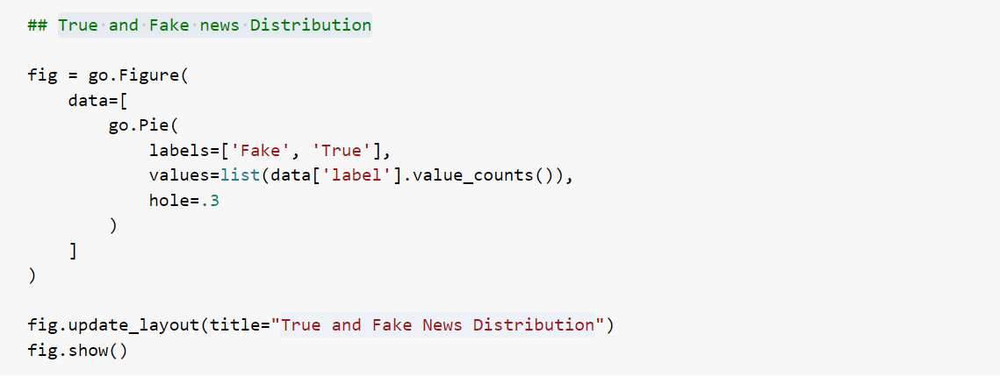 ## True and Fake news Distribution
fig = go.Figure(
    data=[
        go.Pie(
            labels=['Fake', 'True'],
            values=list(data['label'].value_counts()),
            hole=.3
        )
    ]
)
fig.update_layout(title="True and Fake News Distribution")
fig.show()